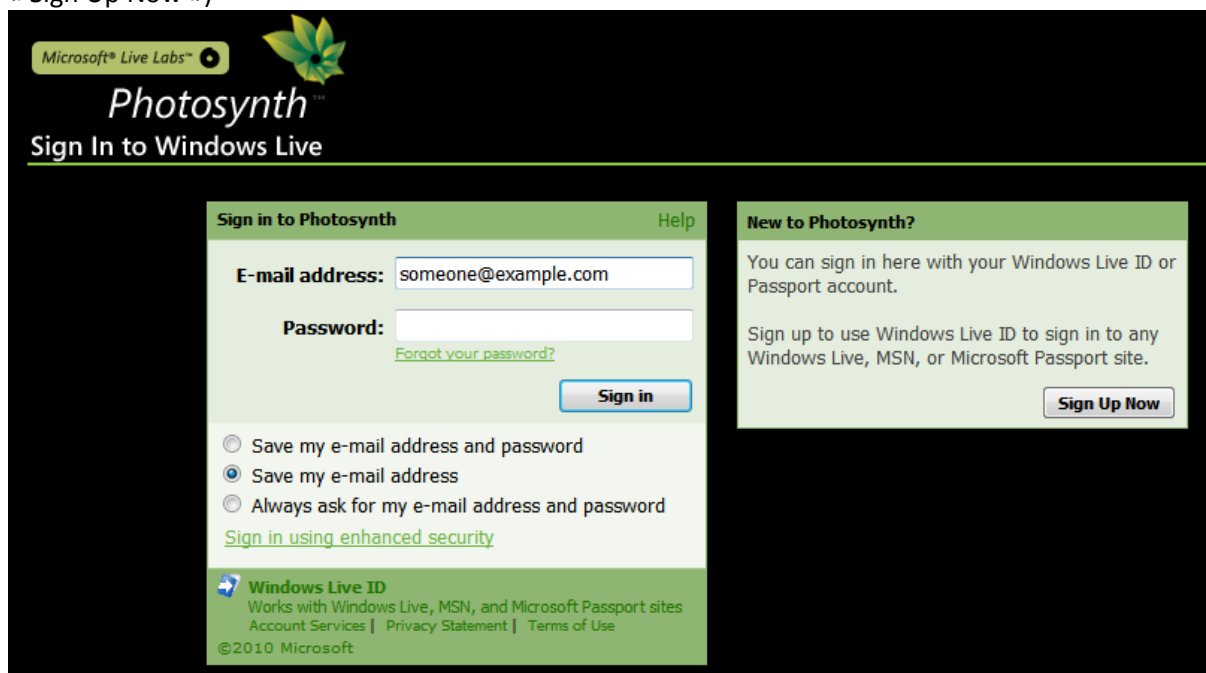 « Sign Up Now »)
Microsoft® Live Labs™
Photosynth™
Sign In to Windows Live
Sign in to Photosynth Help
E-mail address: someone@example.com
Password:
Forgot your password?
Sign in
Save my e-mail address and password
Save my e-mail address
Always ask for my e-mail address and password
Sign in using enhanced security
Windows Live ID
Works with Windows Live, MSN, and Microsoft Passport sites
Account Services | Privacy Statement | Terms of Use
©2010 Microsoft
New to Photosynth?
You can sign in here with your Windows Live ID or
Passport account.
Sign up to use Windows Live ID to sign in to any
Windows Live, MSN, or Microsoft Passport site.
Sign Up Now